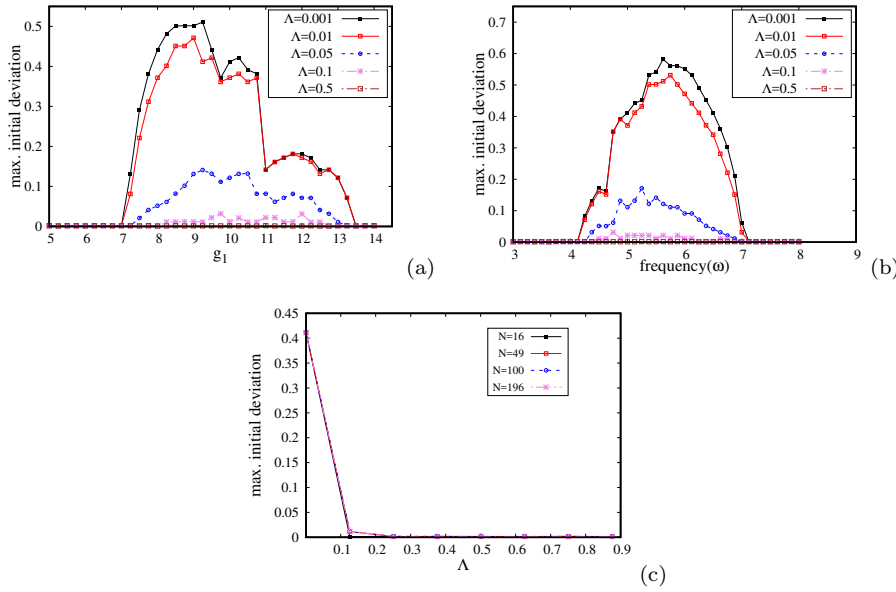 max. initial deviation
0
0.1
0.2
0.3
0.4
0.5
5 6 7 8 9 10 11 12 13 14
g1
Λ=0.001
Λ=0.01
Λ=0.05
Λ=0.1
Λ=0.5
(a)
max. initial deviation
0
0.1
0.2
0.3
0.4
0.5
0.6
0.7
3 4 5 6 7 8 9
frequency(ω)
Λ=0.001
Λ=0.01
Λ=0.05
Λ=0.1
Λ=0.5
(b)
max. initial deviation
0
0.05
0.1
0.15
0.2
0.25
0.3
0.35
0.4
0.45
0.1 0.2 0.3 0.4 0.5 0.6 0.7 0.8 0.9
Λ
N=16
N=49
N=100
N=196
(c)